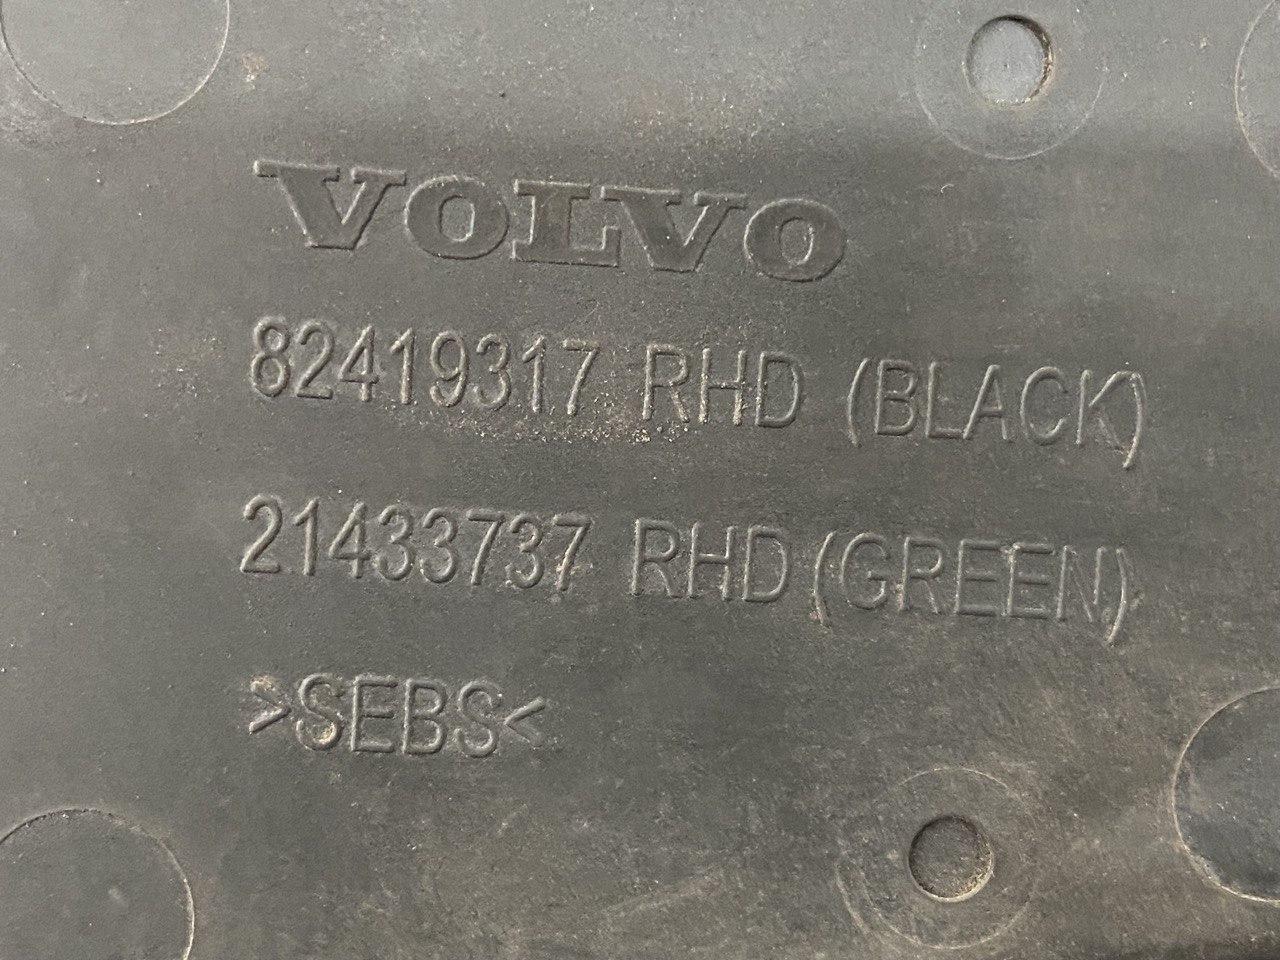 VOLVO
82419317 RHD (BLACK)
21433737 RHD (GREEN)
>SEBS<